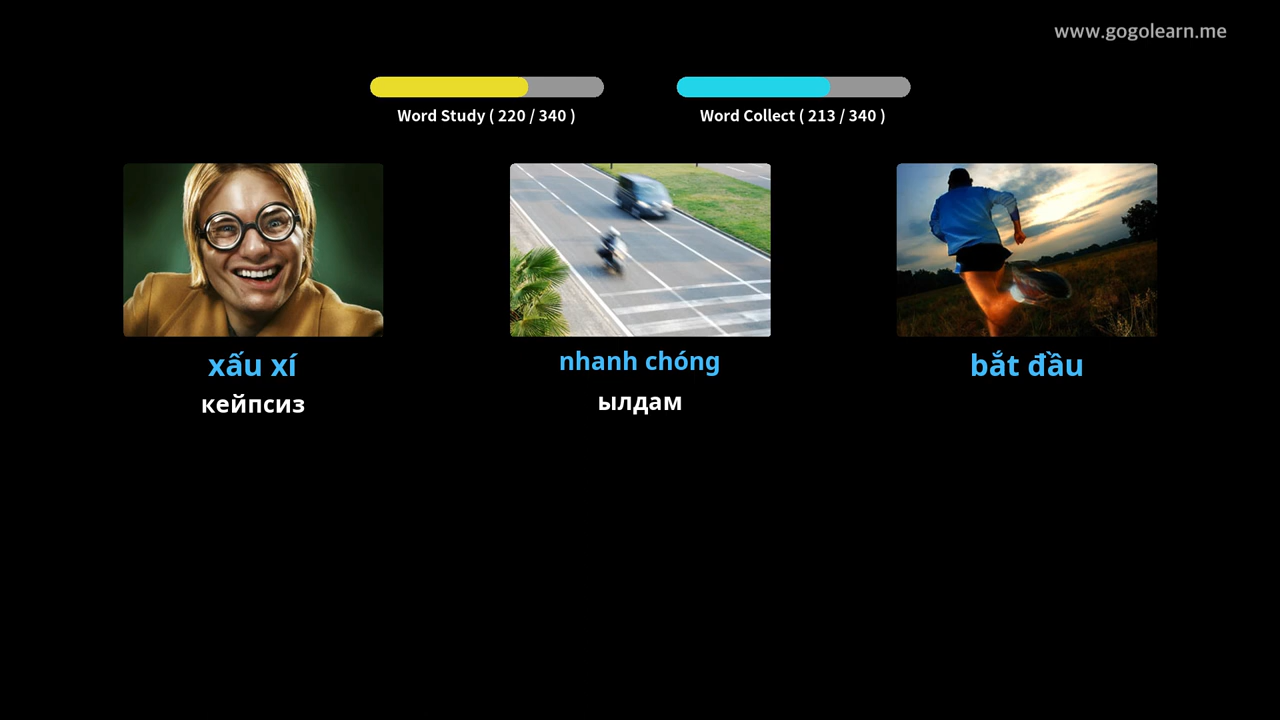 www.gogolearn.me
Word Study ( 220 / 340 )
Word Collect ( 213 / 340 )
xấu xí
кейпсиз
nhanh chóng
ылдам
bắt đầu